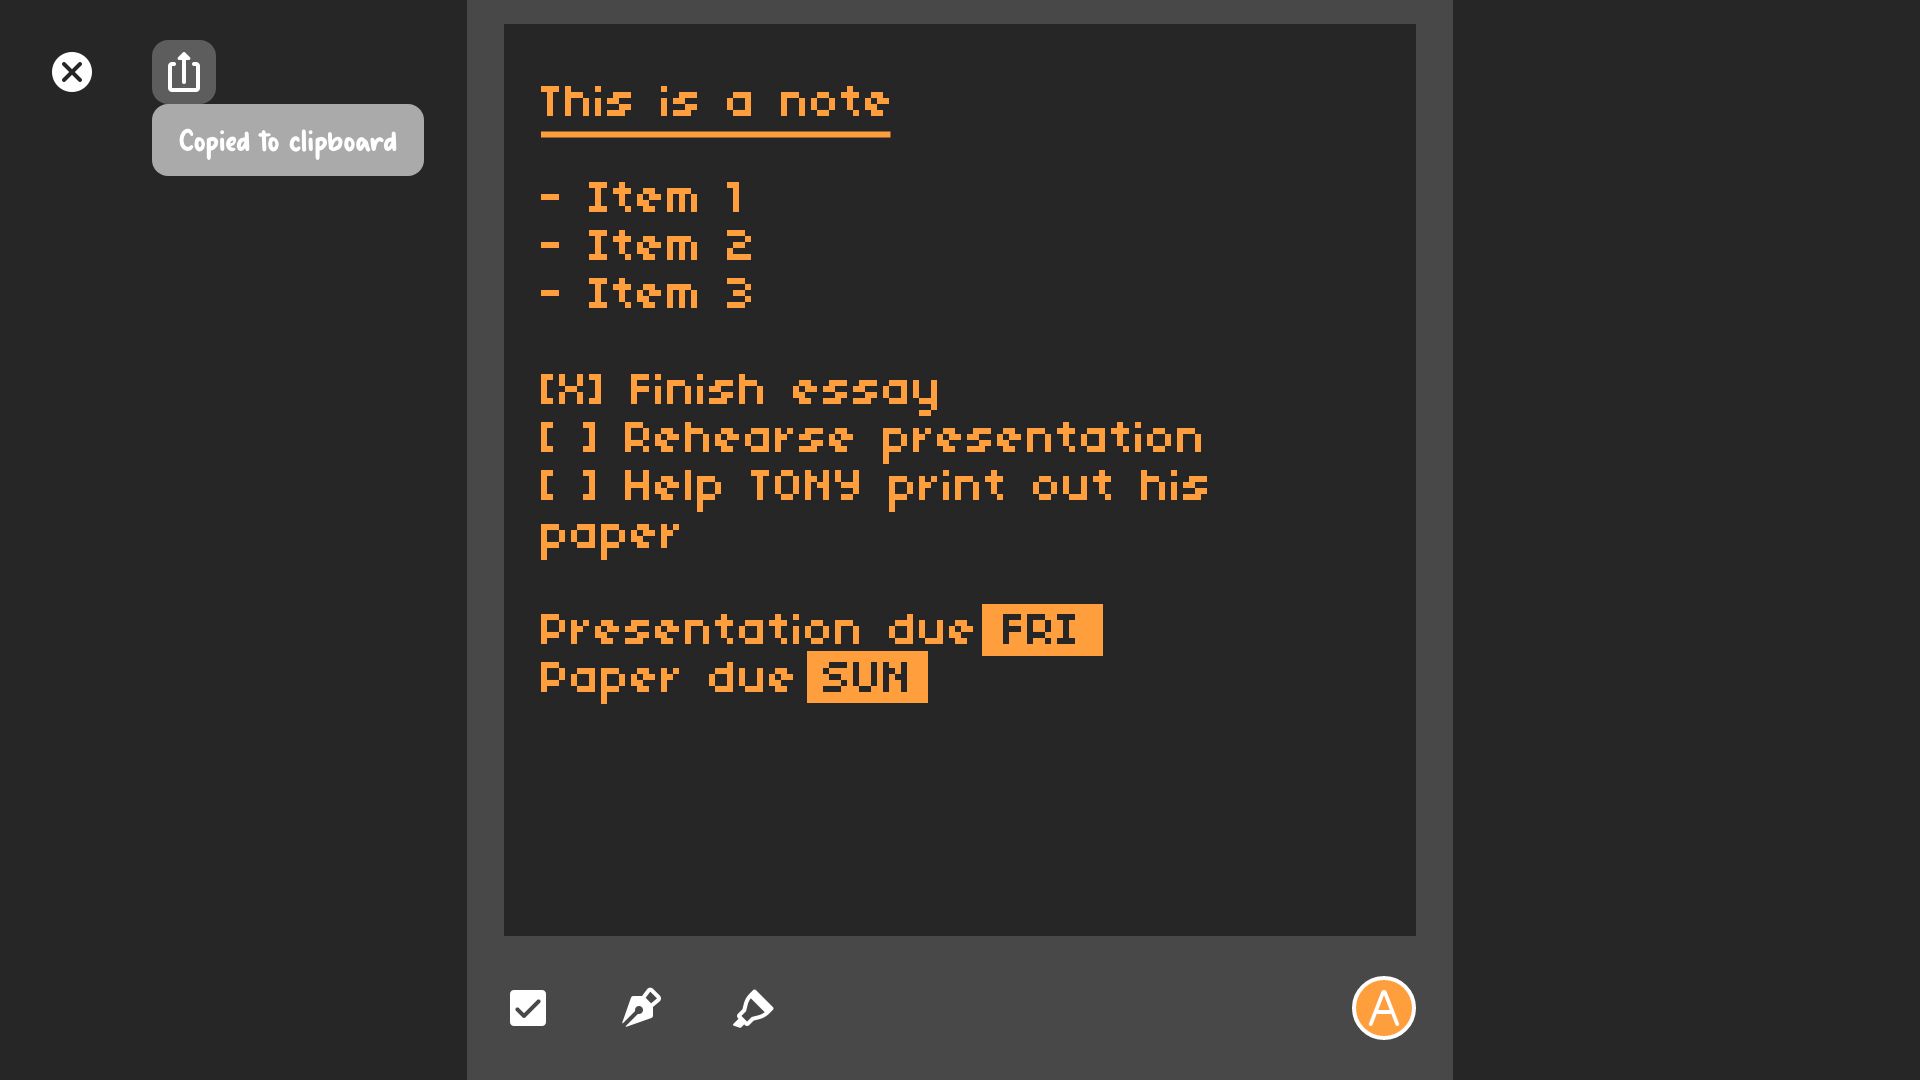 Copied to clipboard
This is a note
- Item 1
- Item 2
- Item 3
[X] Finish essay
[ ] Rehearse presentation
[ ] Help TONY print out his
paper
Presentation due FRI
Paper due SUN
A